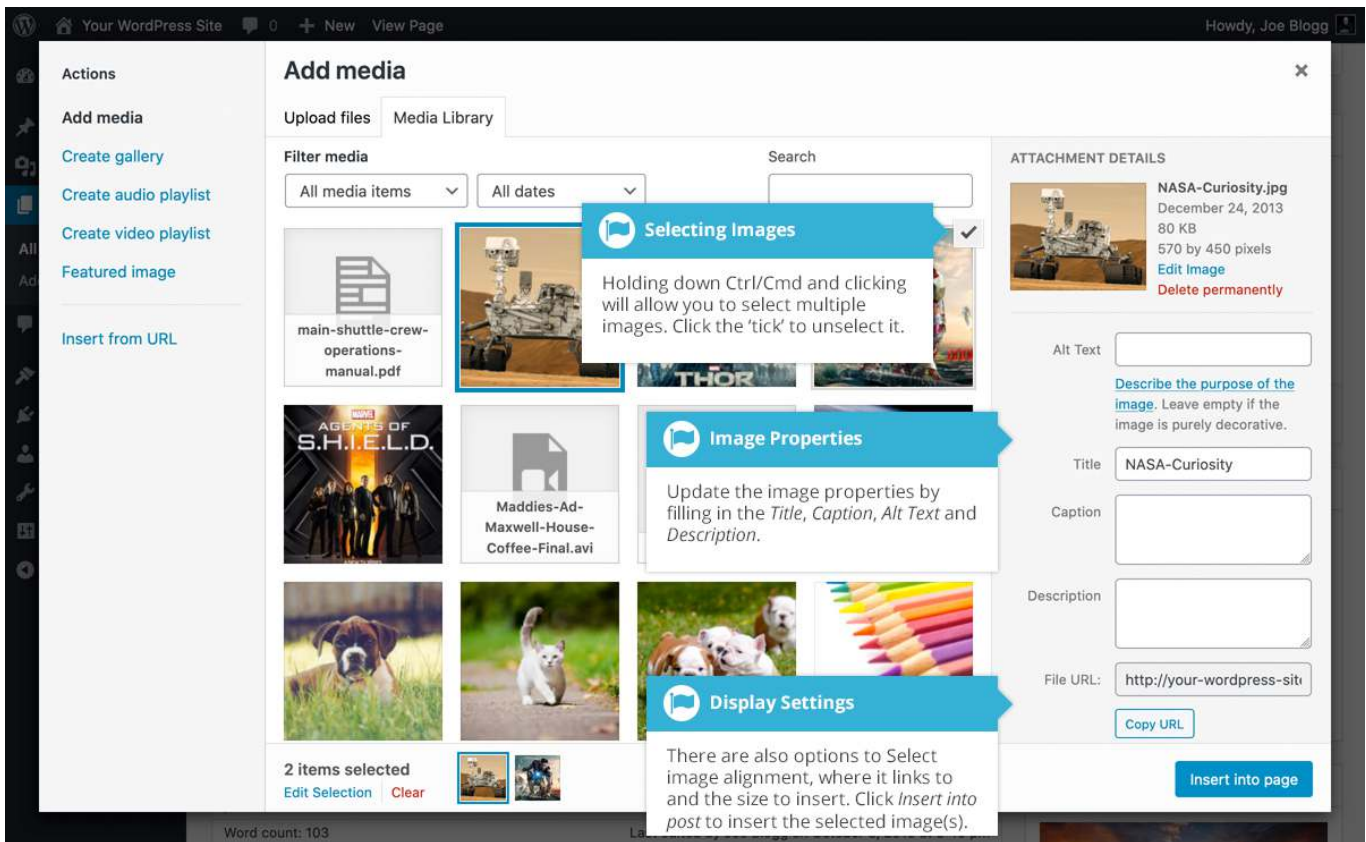 Your WordPress Site 0 + New View Page
Howdy, Joe Blogg
Actions
Add media
Create gallery
Create audio playlist
Create video playlist
Featured image
Insert from URL
All
Add media
Upload files Media Library
Filter media
All media items
All dates
Search
main-shuttle-crew-
operations-
manual.pdf
THOR
MARVEL
AGENTS OF
S.H.I.E.L.D.
Maddies-Ad-
Maxwell-House-
Coffee-Final.avi
Selecting Images
Holding down Ctrl/Cmd and clicking
will allow you to select multiple
images. Click the ‘tick’ to unselect it.
Image Properties
Update the image properties by
filling in the Title, Caption, Alt Text and
Description.
Display Settings
There are also options to Select
image alignment, where it links to
and the size to insert. Click Insert into
post to insert the selected image(s).
ATTACHMENT DETAILS
NASA-Curiosity.jpg
December 24, 2013
80 KB
570 by 450 pixels
Edit Image
Delete permanently
Alt Text
Describe the purpose of the
image. Leave empty if the
image is purely decorative.
Title NASA-Curiosity
Caption
Description
File URL: http://your-wordpress-sit
Copy URL
2 items selected
Edit Selection Clear
Insert into page
Word count: 103